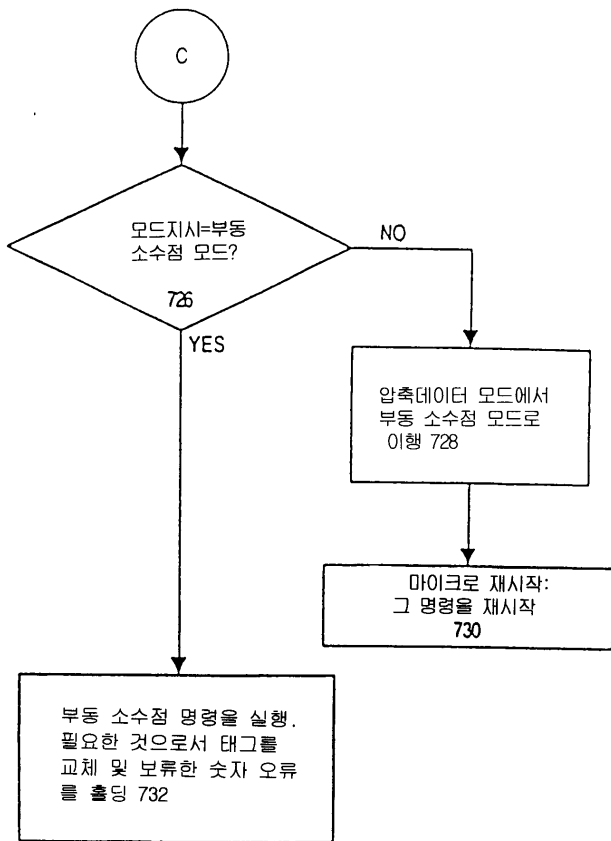 C
모드지시=부동
소수점 모드?
726
NO
YES
압축데이터 모드에서
부동 소수점 모드로
이행 728
마이크로 재시작:
그 명령을 재시작
730
부동 소수점 명령을 실행.
필요한 것으로서 태그를
교체 및 보류한 숫자 오류
를 홀딩 732